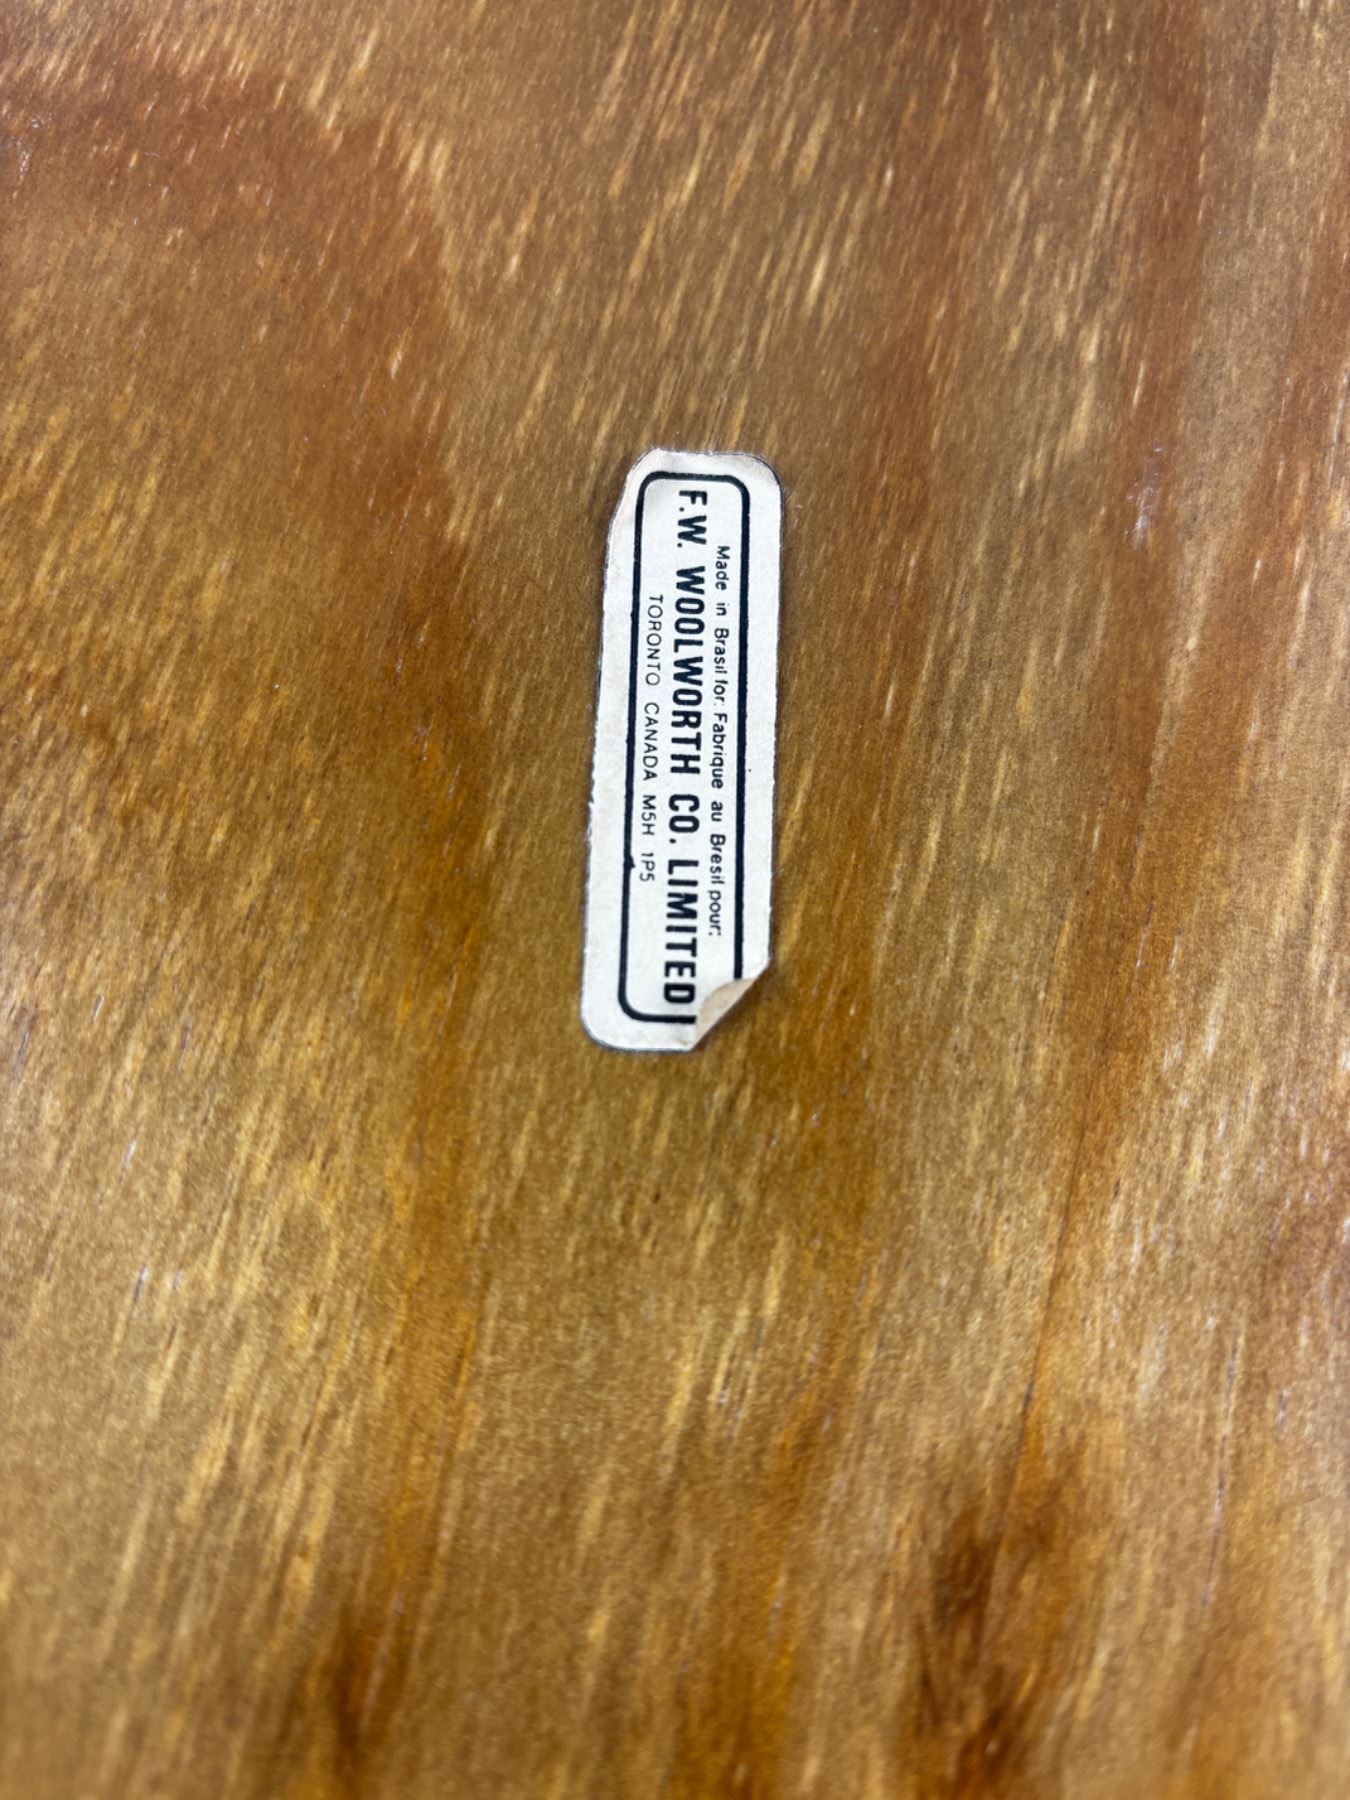 Made in Brasil for: Fabrique au Bresil pour:
F.W. WOOLWORTH CO. LIMITED
TORONTO CANADA M5H 1P5